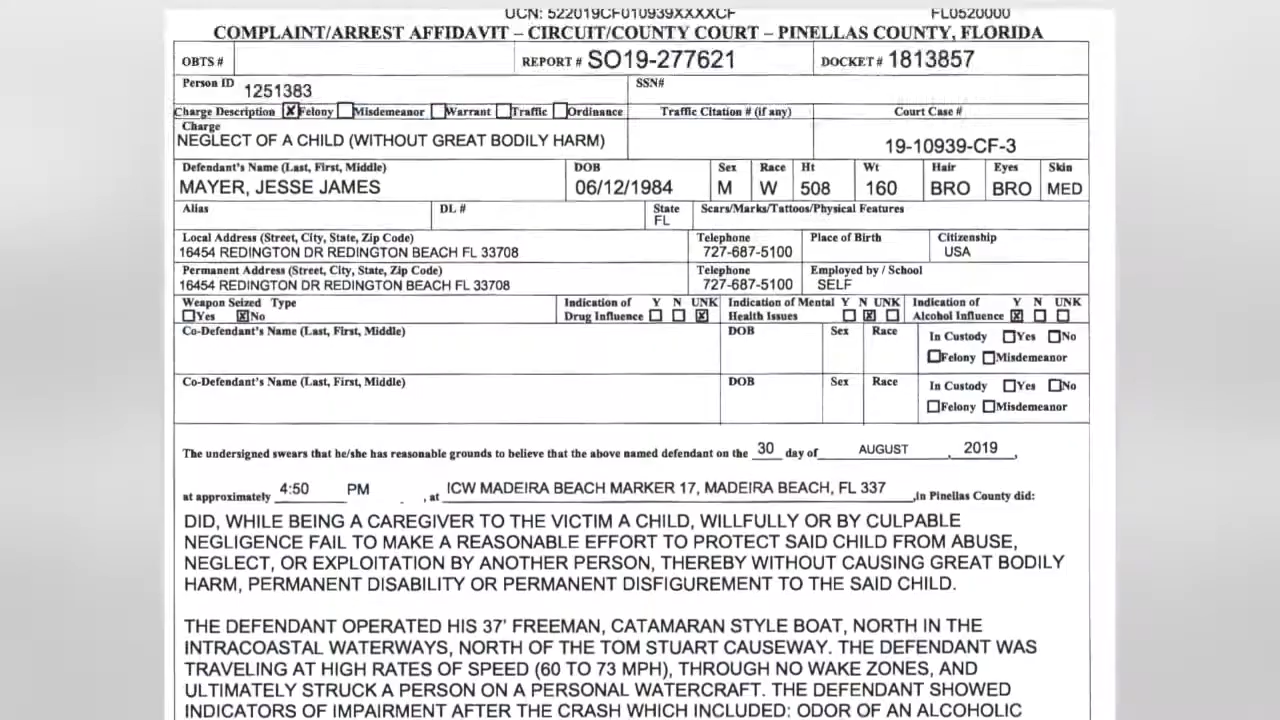 UCN: 522019CF010939XXXXCF FL0520000
COMPLAINT/ARREST AFFIDAVIT – CIRCUIT/COUNTY COURT – PINELLAS COUNTY, FLORIDA
OBTS # REPORT # SO19-277621 DOCKET # 1813857
Person ID 1251383 SSN#
Charge Description Felony Misdemeanor Warrant Traffic Ordinance Traffic Citation # (if any) Court Case #
Charge
NEGLECT OF A CHILD (WITHOUT GREAT BODILY HARM) 19-10939-CF-3
Defendant's Name (Last, First, Middle) DOB Sex Race Ht Wt Hair Eyes Skin
MAYER, JESSE JAMES 06/12/1984 M W 508 160 BRO BRO MED
Alias DL # State Scars/Marks/Tattoos/Physical Features
FL
Local Address (Street, City, State, Zip Code) Telephone Place of Birth Citizenship
16454 REDINGTON DR REDINGTON BEACH FL 33708 727-687-5100 USA
Permanent Address (Street, City, State, Zip Code) Telephone Employed by / School
16454 REDINGTON DR REDINGTON BEACH FL 33708 727-687-5100 SELF
Weapon Seized Type Indication of Y N UNK Indication of Mental Y N UNK Indication of Y N UNK
Yes No Drug Influence Health Issues Alcohol Influence
Co-Defendant's Name (Last, First, Middle) DOB Sex Race In Custody Yes No
Felony Misdemeanor
Co-Defendant's Name (Last, First, Middle) DOB Sex Race In Custody Yes No
Felony Misdemeanor
The undersigned swears that he/she has reasonable grounds to believe that the above named defendant on the 30 day of AUGUST , 2019 ,
at approximately 4:50 PM , at ICW MADEIRA BEACH MARKER 17, MADEIRA BEACH, FL 337 ,in Pinellas County did:
DID, WHILE BEING A CAREGIVER TO THE VICTIM A CHILD, WILLFULLY OR BY CULPABLE
NEGLIGENCE FAIL TO MAKE A REASONABLE EFFORT TO PROTECT SAID CHILD FROM ABUSE,
NEGLECT, OR EXPLOITATION BY ANOTHER PERSON, THEREBY WITHOUT CAUSING GREAT BODILY
HARM, PERMANENT DISABILITY OR PERMANENT DISFIGUREMENT TO THE SAID CHILD.
THE DEFENDANT OPERATED HIS 37' FREEMAN, CATAMARAN STYLE BOAT, NORTH IN THE
INTRACOASTAL WATERWAYS, NORTH OF THE TOM STUART CAUSEWAY. THE DEFENDANT WAS
TRAVELING AT HIGH RATES OF SPEED (60 TO 73 MPH), THROUGH NO WAKE ZONES, AND
ULTIMATELY STRUCK A PERSON ON A PERSONAL WATERCRAFT. THE DEFENDANT SHOWED
INDICATORS OF IMPAIRMENT AFTER THE CRASH WHICH INCLUDED: ODOR OF AN ALCOHOLIC